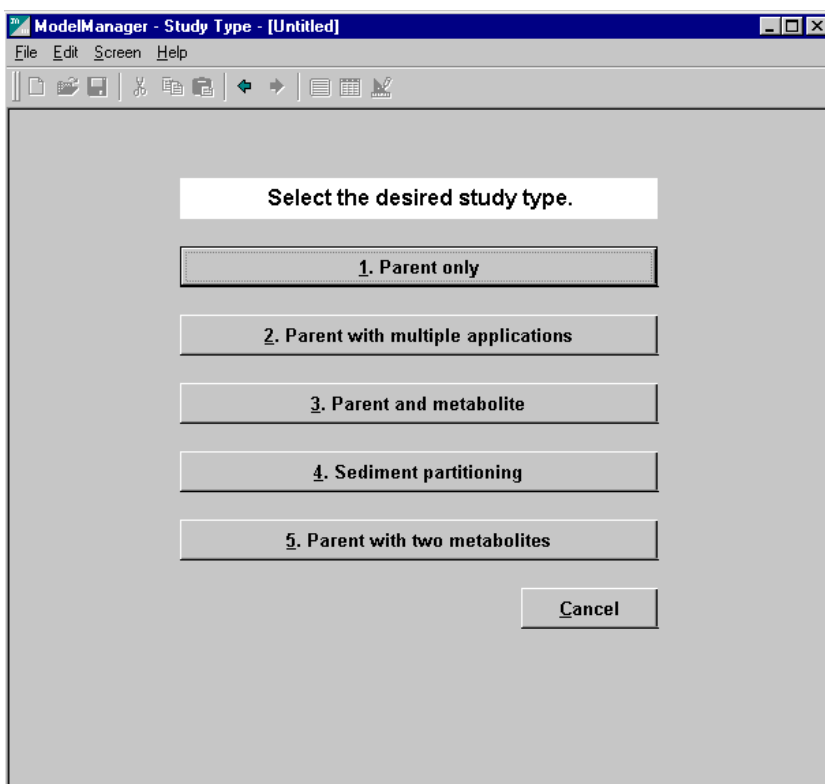 ModelManager - Study Type - [Untitled]
File Edit Screen Help
Select the desired study type.
1. Parent only
2. Parent with multiple applications
3. Parent and metabolite
4. Sediment partitioning
5. Parent with two metabolites
Cancel